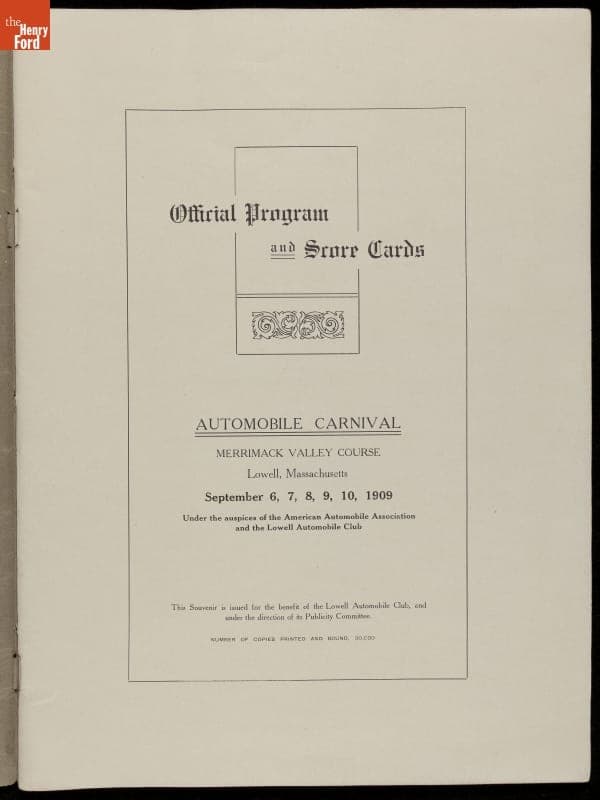 the
Henry
Ford
Official Program
and Score Cards
AUTOMOBILE CARNIVAL
MERRIMACK VALLEY COURSE
Lowell, Massachusetts
September 6, 7, 8, 9, 10, 1909
Under the auspices of the American Automobile Association
and the Lowell Automobile Club
This Souvenir is issued for the benefit of the Lowell Automobile Club, and
under the direction of its Publicity Committee.
NUMBER OF COPIES PRINTED AND BOUND,